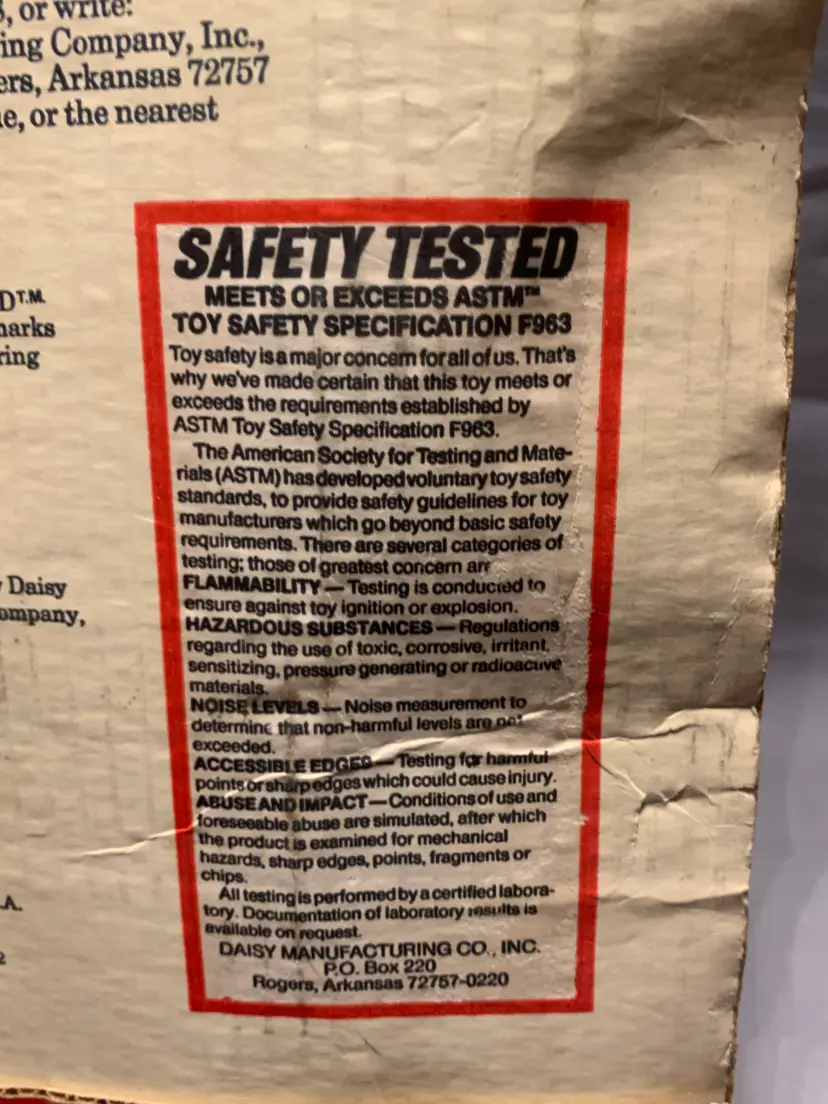 , or write:
ing Company, Inc.,
ers, Arkansas 72757
e, or the nearest
DT.M.
marks
ring
Daisy
ompany,
.A.
2
SAFETY TESTED
MEETS OR EXCEEDS ASTM™
TOY SAFETY SPECIFICATION F963
Toy safety is a major concern for all of us. That's
why we've made certain that this toy meets or
exceeds the requirements established by
ASTM Toy Safety Specification F963.
The American Society for Testing and Mate-
rials (ASTM) has developed voluntary toy safety
standards, to provide safety guidelines for toy
manufacturers which go beyond basic safety
requirements. There are several categories of
testing; those of greatest concern are
FLAMMABILITY — Testing is conducted to
ensure against toy ignition or explosion.
HAZARDOUS SUBSTANCES — Regulations
regarding the use of toxic, corrosive, irritant,
sensitizing, pressure generating or radioactive
materials.
NOISE LEVELS — Noise measurement to
determine that non-harmful levels are not
exceeded.
ACCESSIBLE EDGES — Testing for harmful
points or sharp edges which could cause injury.
ABUSE AND IMPACT — Conditions of use and
foreseeable abuse are simulated, after which
the product is examined for mechanical
hazards, sharp edges, points, fragments or
chips.
All testing is performed by a certified labora-
tory. Documentation of laboratory results is
available on request.
DAISY MANUFACTURING CO., INC.
P.O. Box 220
Rogers, Arkansas 72757-0220